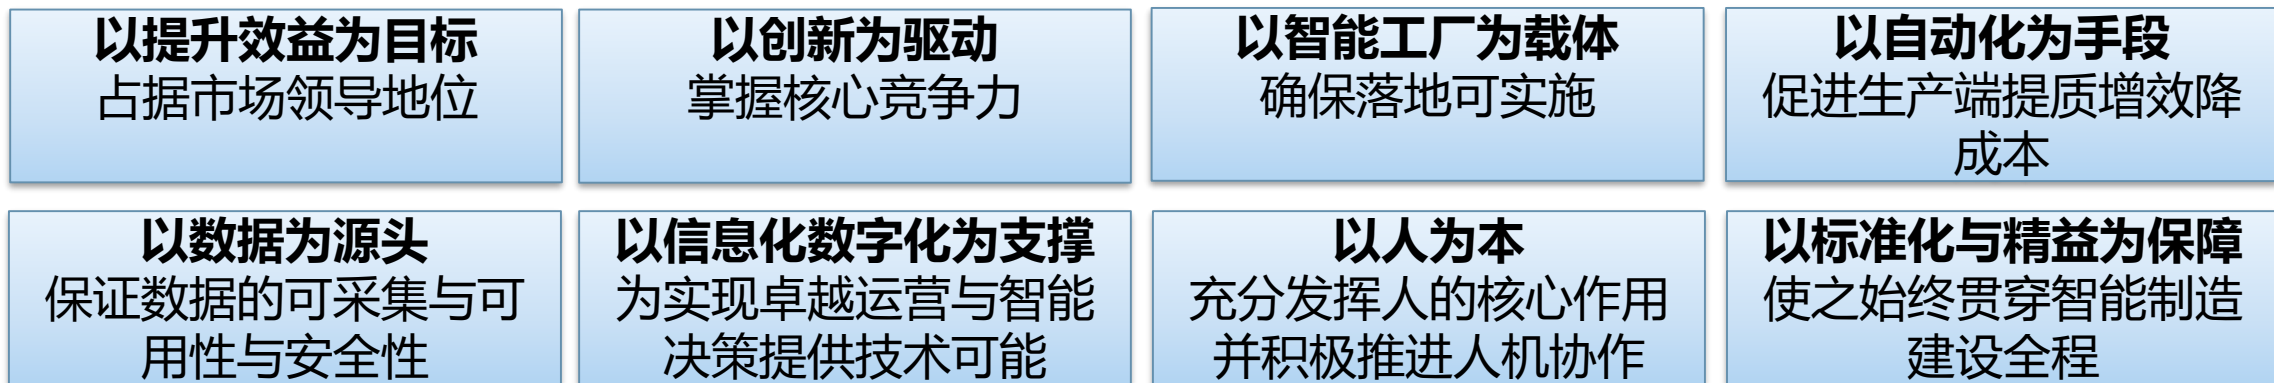 以提升效益为目标
占据市场领导地位
以创新为驱动
掌握核心竞争力
以智能工厂为载体
确保落地可实施
以自动化为手段
促进生产端提质增效降
成本
以数据为源头
保证数据的可采集与可
用性与安全性
以信息化数字化为支撑
为实现卓越运营与智能
决策提供技术可能
以人为本
充分发挥人的核心作用
并积极推进人机协作
以标准化与精益为保障
使之始终贯穿智能制造
建设全程